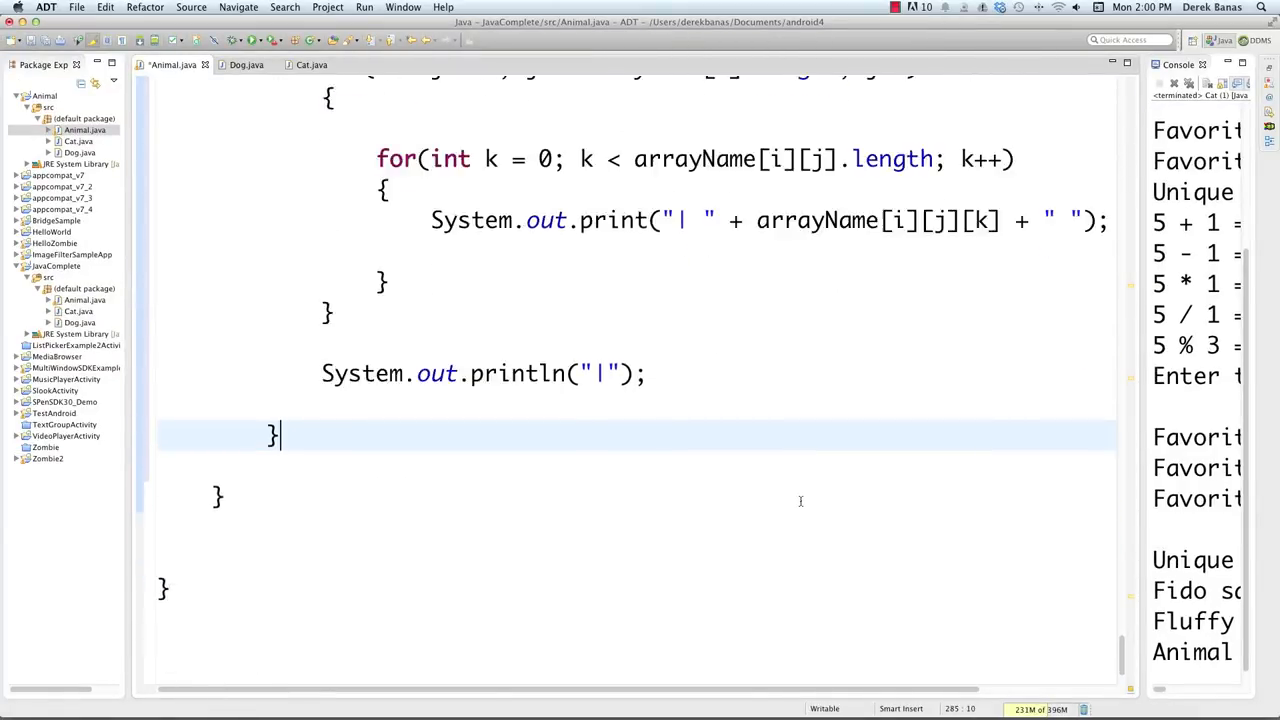 ADT File Edit Refactor Source Navigate Search Project Run Window Help 10 Mon 2:00 PM Derek Banas
Java - JavaComplete/src/Animal.java - ADT - /Users/derekbanas/Documents/android4
Quick Access Java DDMS
Package Exp *Animal.java Dog.java Cat.java Console
<terminated> Cat (1) [Java
Animal
src
(default package)
Animal.java
Cat.java
Dog.java
JRE System Library [Ja
appcompat_v7
appcompat_v7_2
appcompat_v7_3
appcompat_v7_4
BridgeSample
HelloWorld
HelloZombie
ImageFilterSampleApp
JavaComplete
src
(default package)
Animal.java
Cat.java
Dog.java
JRE System Library [Ja
ListPickerExample2Activi
MediaBrowser
MultiWindowSDKExample
MusicPlayerActivity
SlookActivity
SPenSDK30_Demo
TestAndroid
TextGroupActivity
VideoPlayerActivity
Zombie
Zombie2
{
for(int k = 0; k < arrayName[i][j].length; k++)
{
System.out.print("| " + arrayName[i][j][k] + " ");
}
}
System.out.println("|");
}
}
}
Favorit
Favorit
Unique
5 + 1 =
5 - 1 =
5 * 1 =
5 / 1 =
5 % 3 =
Enter t
Favorit
Favorit
Favorit
Unique
Fido sa
Fluffy
Animal
Writable Smart Insert 285 : 10 231M of 396M